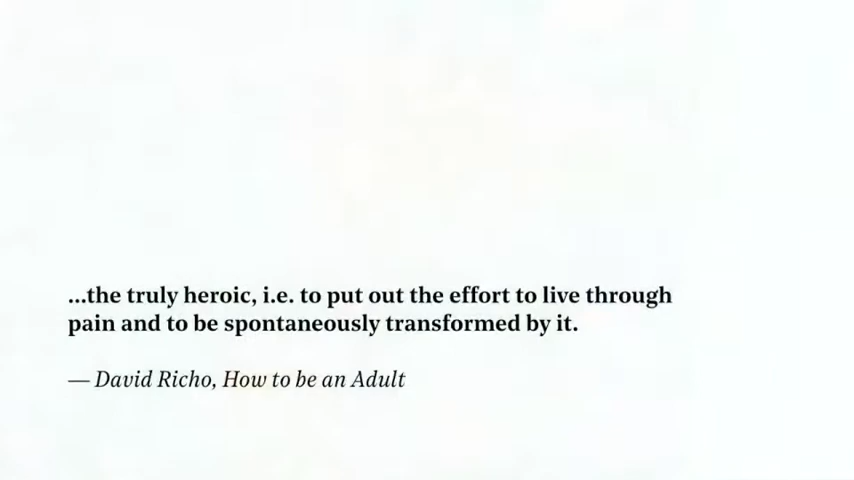 ...the truly heroic, i.e. to put out the effort to live through
pain and to be spontaneously transformed by it.
— David Richo, How to be an Adult